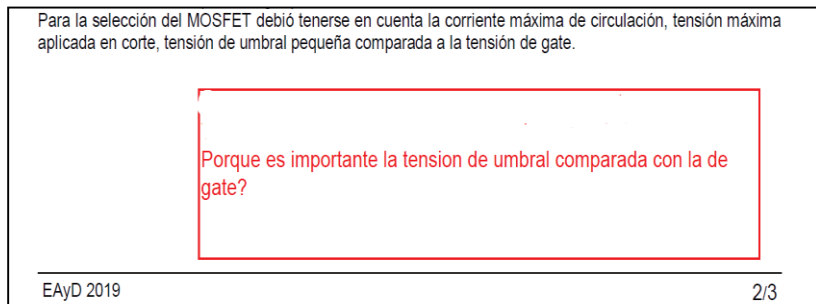 Para la selección del MOSFET debió tenerse en cuenta la corriente máxima de circulación, tensión máxima
aplicada en corte, tensión de umbral pequeña comparada a la tensión de gate.
Porque es importante la tension de umbral comparada con la de
gate?
EAyD 2019
2/3